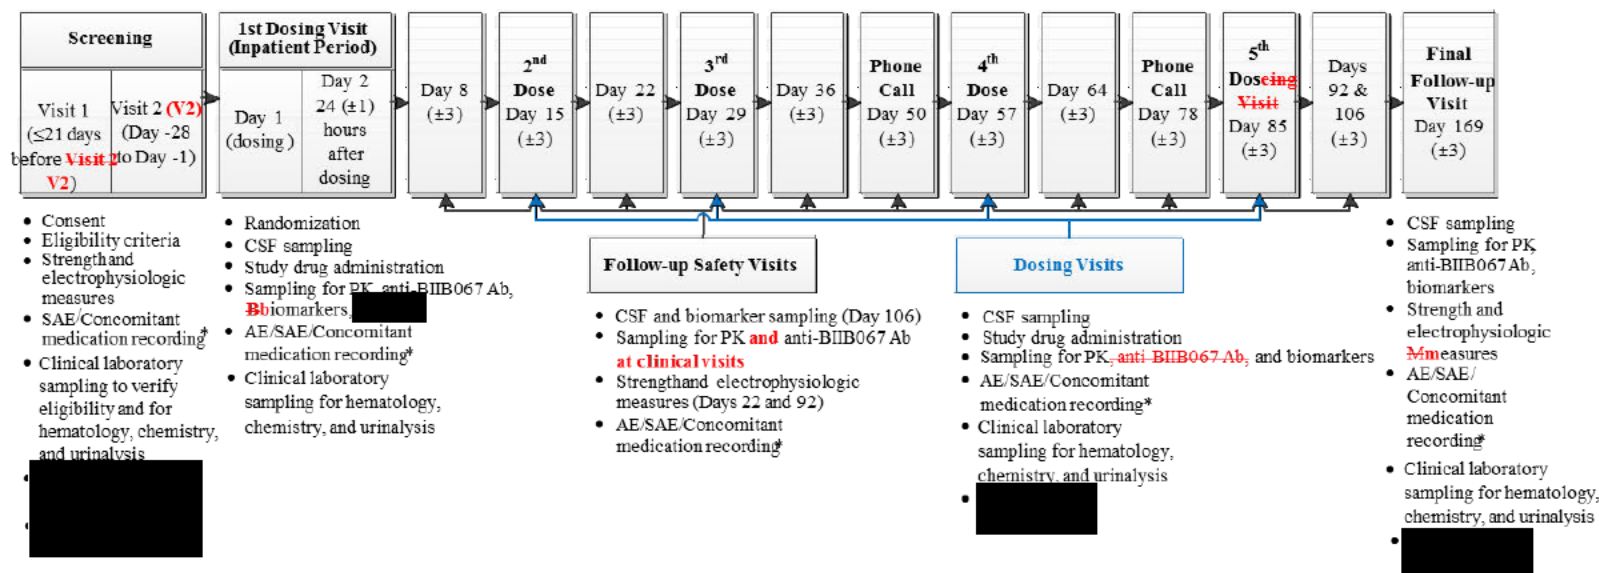 Screening
Visit 1
(≤21 days
before Visit 2
V2)
Visit 2 (V2)
(Day -28
to Day -1)
1st Dosing Visit
(Inpatient Period)
Day 1
(dosing)
Day 2
24 (±1)
hours
after
dosing
Day 8
(±3)
2nd
Dose
Day 15
(±3)
Day 22
(±3)
3rd
Dose
Day 29
(±3)
Day 36
(±3)
Phone
Call
Day 50
(±3)
4th
Dose
Day 57
(±3)
Day 64
(±3)
Phone
Call
Day 78
(±3)
5th
Doseing
Visit
Day 85
(±3)
Days
92 &
106
(±3)
Final
Follow-up
Visit
Day 169
(±3)
• Consent
• Eligibility criteria
• Strengthand
electrophysiologic
measures
• SAE/Concomitant
medication recording*
• Clinical laboratory
sampling to verify
eligibility and for
hematology, chemistry,
and urinalysis
• Randomization
• CSF sampling
• Study drug administration
• Sampling for PK, anti-BIIB067 Ab,
Bbiomarkers,
• AE/SAE/Concomitant
medication recording*
• Clinical laboratory
sampling for hematology,
chemistry, and urinalysis
Follow-up Safety Visits
• CSF and biomarker sampling (Day 106)
• Sampling for PK and anti-BIIB067 Ab
at clinical visits
• Strengthand electrophysiologic
measures (Days 22 and 92)
• AE/SAE/Concomitant
medication recording*
Dosing Visits
• CSF sampling
• Study drug administration
• Sampling for PK, anti-BIIB067 Ab, and biomarkers
• AE/SAE/Concomitant
medication recording*
• Clinical laboratory
sampling for hematology,
chemistry, and urinalysis
• CSF sampling
• Sampling for PK,
anti-BIIB067 Ab,
biomarkers
• Strength and
electrophysiologic
Mmeasures
• AE/SAE/
Concomitant
medication
recording*
• Clinical laboratory
sampling for hematology,
chemistry, and urinalysis